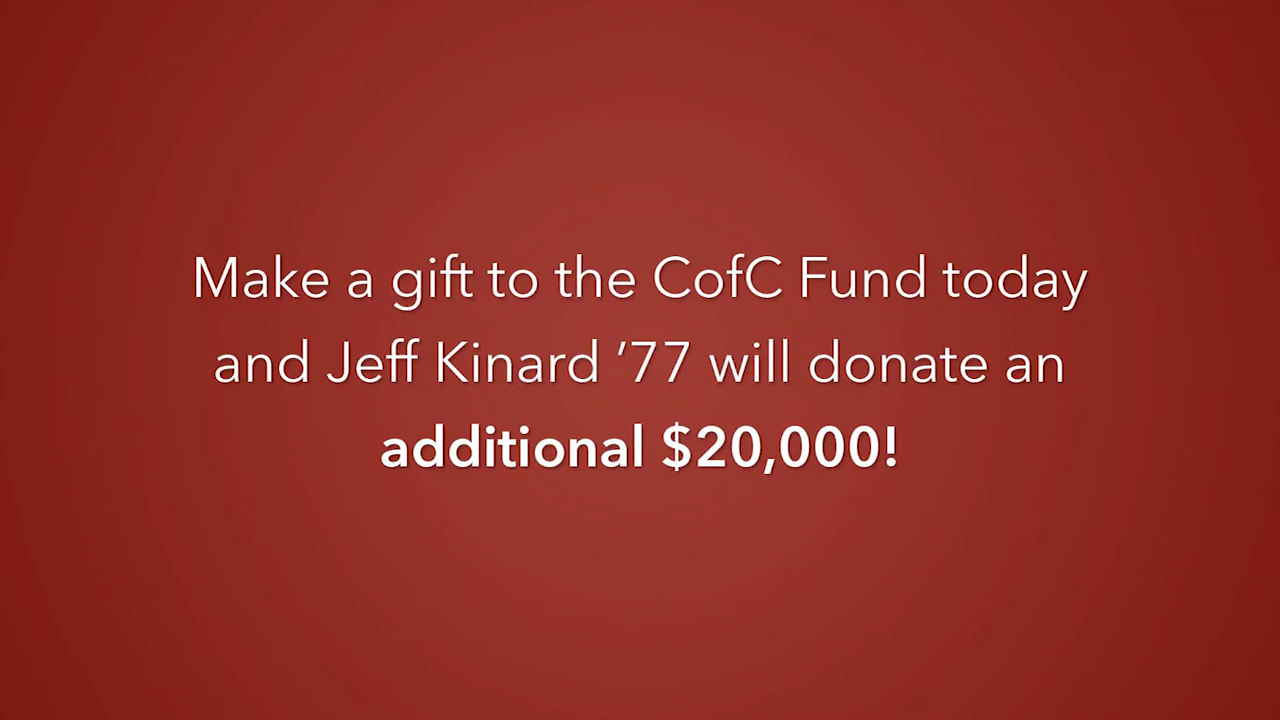 Make a gift to the CofC Fund today
and Jeff Kinard ’77 will donate an
additional $20,000!